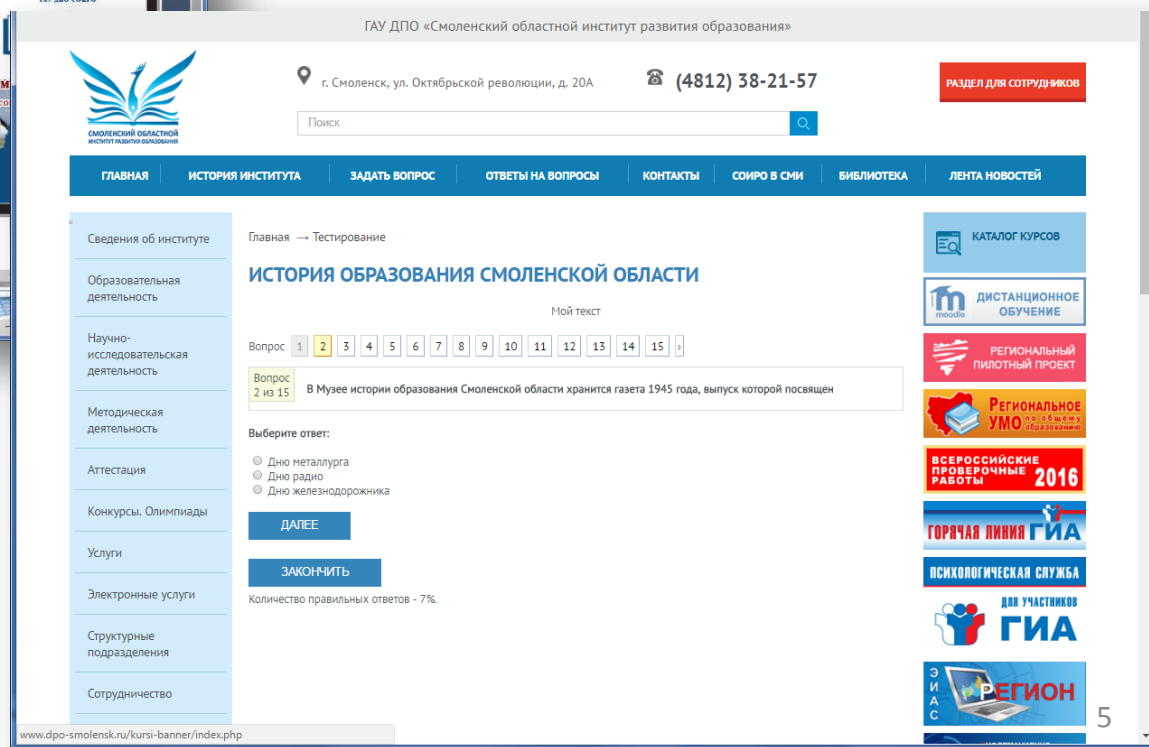 ГАУ ДПО «Смоленский областной институт развития образования»
СМОЛЕНСКИЙ ОБЛАСТНОЙ
ИНСТИТУТ РАЗВИТИЯ ОБРАЗОВАНИЯ
г. Смоленск, ул. Октябрьской революции, д. 20А
(4812) 38-21-57
РАЗДЕЛ ДЛЯ СОТРУДНИКОВ
Поиск
ГЛАВНАЯ ИСТОРИЯ ИНСТИТУТА ЗАДАТЬ ВОПРОС ОТВЕТЫ НА ВОПРОСЫ КОНТАКТЫ СОИРО В СМИ БИБЛИОТЕКА ЛЕНТА НОВОСТЕЙ
Сведения об институте
Образовательная
деятельность
Научно-
исследовательская
деятельность
Методическая
деятельность
Аттестация
Конкурсы. Олимпиады
Услуги
Электронные услуги
Структурные
подразделения
Сотрудничество
Главная → Тестирование
ИСТОРИЯ ОБРАЗОВАНИЯ СМОЛЕНСКОЙ ОБЛАСТИ
Мой текст
Вопрос 1 2 3 4 5 6 7 8 9 10 11 12 13 14 15 ›
Вопрос
2 из 15
В Музее истории образования Смоленской области хранится газета 1945 года, выпуск которой посвящен
Выберите ответ:
Дню металлурга
Дню радио
Дню железнодорожника
ДАЛЕЕ
ЗАКОНЧИТЬ
Количество правильных ответов - 7%.
КАТАЛОГ КУРСОВ
moodle
ДИСТАНЦИОННОЕ
ОБУЧЕНИЕ
РЕГИОНАЛЬНЫЙ
ПИЛОТНЫЙ ПРОЕКТ
РЕГИОНАЛЬНОЕ
УМО по общему
образованию
ВСЕРОССИЙСКИЕ
ПРОВЕРОЧНЫЕ
РАБОТЫ 2016
ГОРЯЧАЯ ЛИНИЯ ГИА
ПСИХОЛОГИЧЕСКАЯ СЛУЖБА
ДЛЯ УЧАСТНИКОВ
ГИА
ЭИАС
РЕГИОН
5
www.dpo-smolensk.ru/kursi-banner/index.php